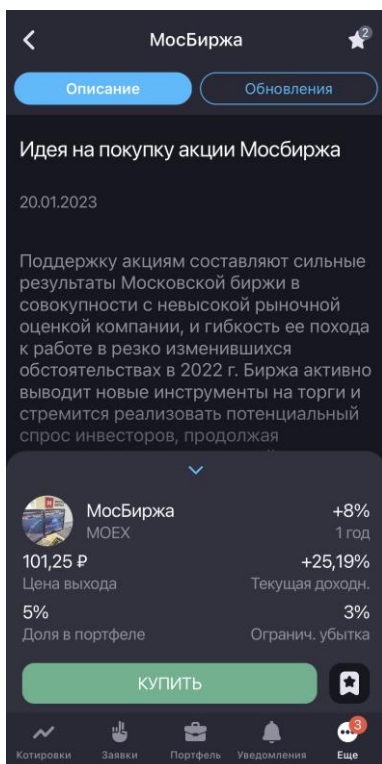 МосБиржа
2
Описание
Обновления
Идея на покупку акции Мосбиржа
20.01.2023
Поддержку акциям составляют сильные
результаты Московской биржи в
совокупности с невысокой рыночной
оценкой компании, и гибкость ее похода
к работе в резко изменившихся
обстоятельствах в 2022 г. Биржа активно
выводит новые инструменты на торги и
стремится реализовать потенциальный
спрос инвесторов, продолжая
МосБиржа +8%
MOEX 1 год
101,25 ₽ +25,19%
Цена выхода Текущая доходн.
5% 3%
Доля в портфеле Огранич. убытка
КУПИТЬ
3
Котировки Заявки Портфель Уведомления Еще